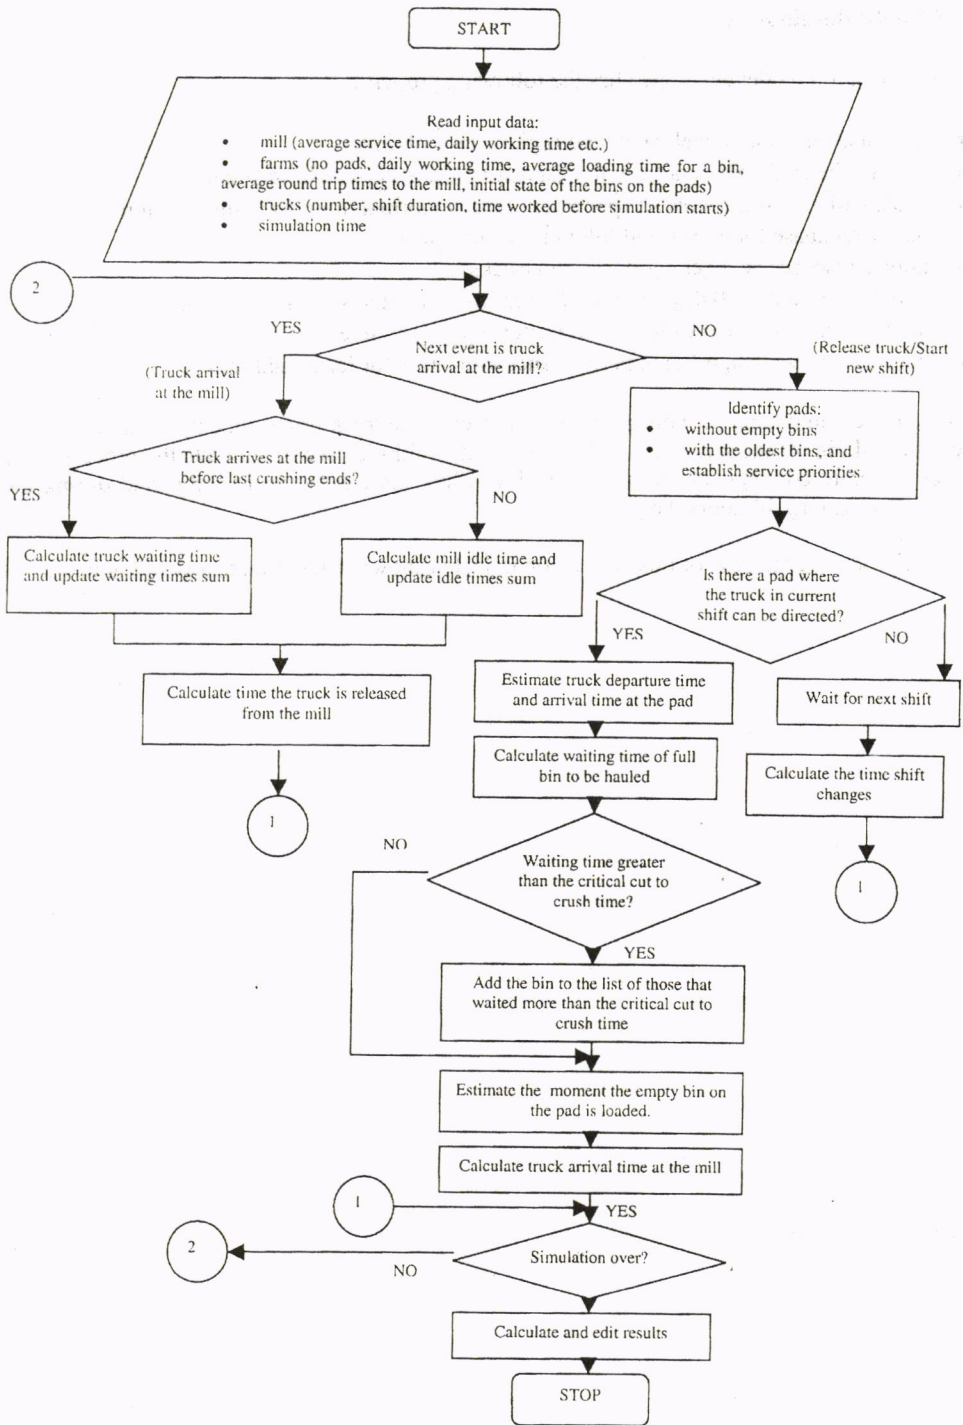 START
Read input data:
• mill (average service time, daily working time etc.)
• farms (no pads, daily working time, average loading time for a bin,
average round trip times to the mill, initial state of the bins on the pads)
• trucks (number, shift duration, time worked before simulation starts)
• simulation time
2
YES
Next event is truck
arrival at the mill?
NO
(Truck arrival
at the mill)
(Release truck/Start
new shift)
Identify pads:
• without empty bins
• with the oldest bins, and
establish service priorities
Truck arrives at the mill
before last crushing ends?
YES
NO
Calculate truck waiting time
and update waiting times sum
Calculate mill idle time and
update idle times sum
Is there a pad where
the truck in current
shift can be directed?
YES
NO
Calculate time the truck is released
from the mill
Estimate truck departure time
and arrival time at the pad
Wait for next shift
Calculate waiting time of full
bin to be hauled
Calculate the time shift
changes
1
1
NO
Waiting time greater
than the critical cut to
crush time?
YES
Add the bin to the list of those that
waited more than the critical cut to
crush time
Estimate the moment the empty bin on
the pad is loaded.
Calculate truck arrival time at the mill
1
YES
2
Simulation over?
NO
Calculate and edit results
STOP